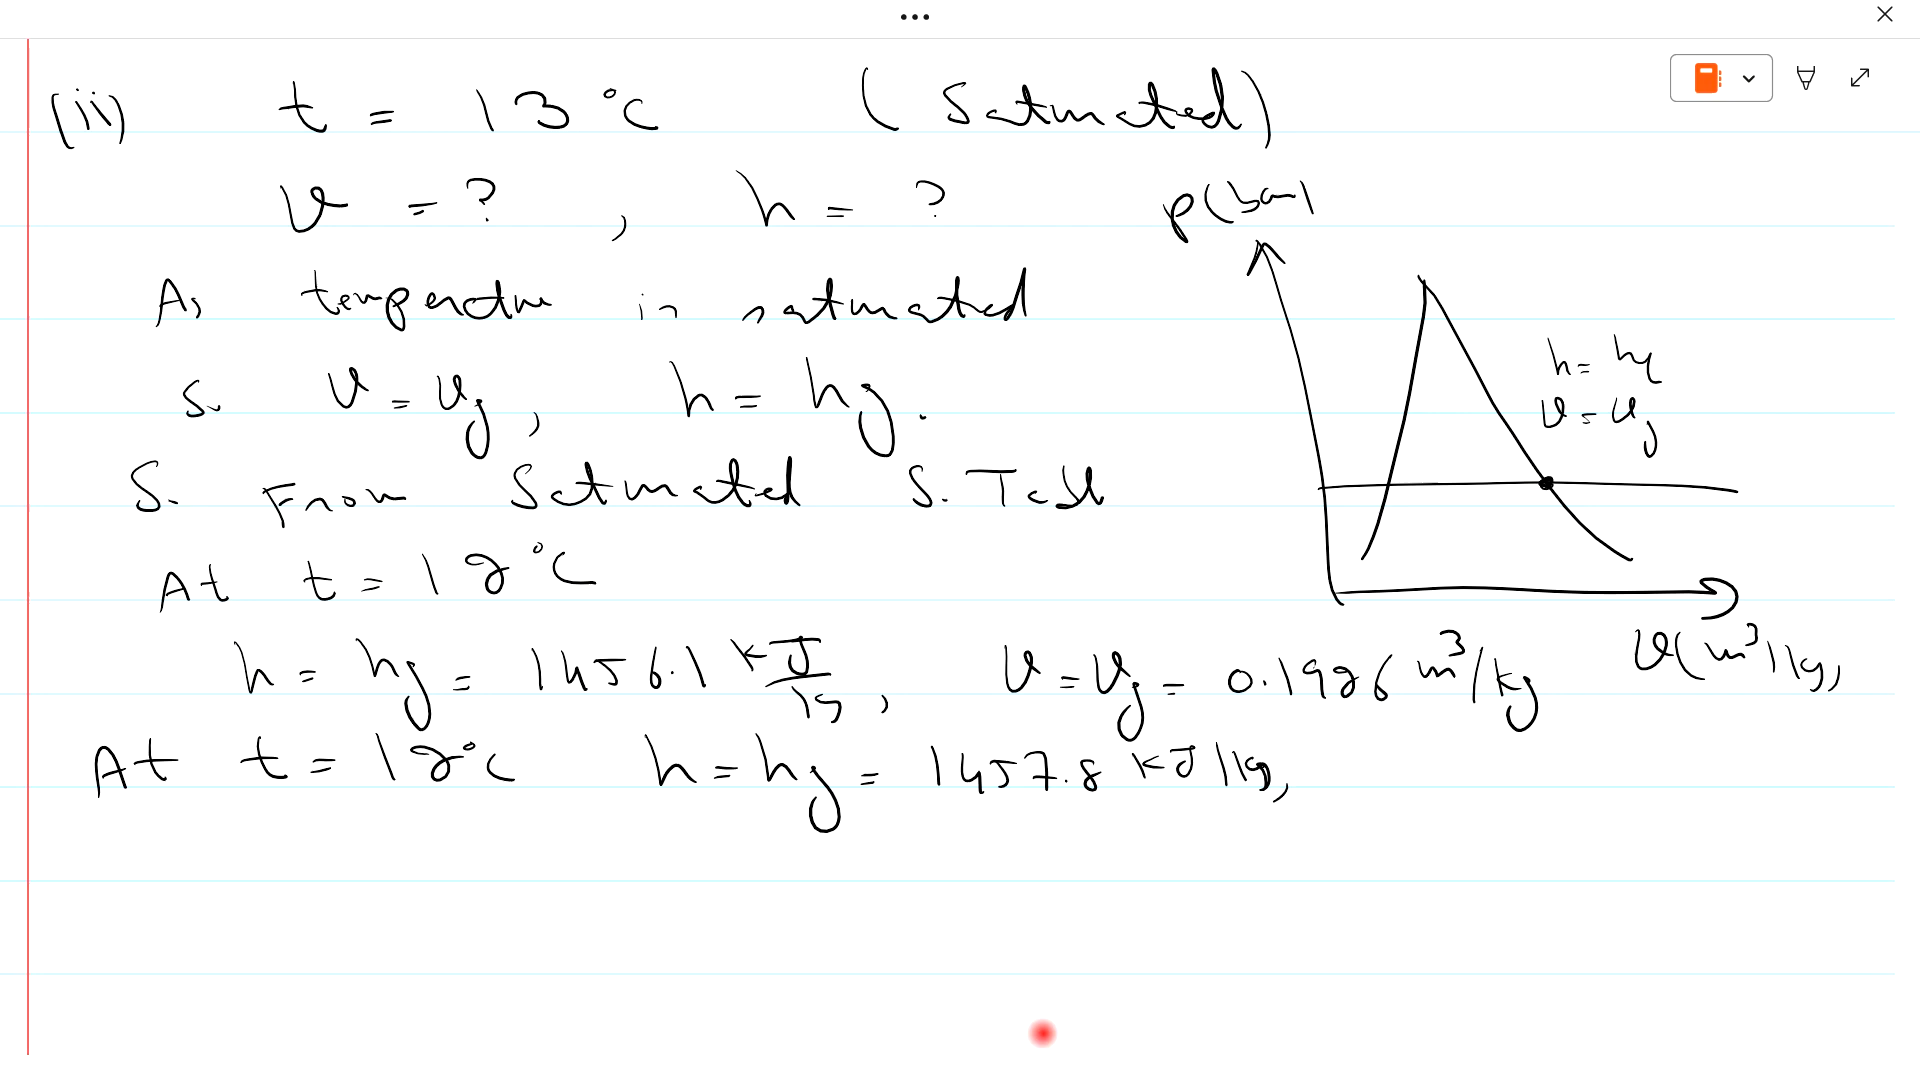 (ii) t = 13 °C (Saturated)
v = ? , h = ?
p(bar)
As temperature is saturated
So v = vg, h = hg.
h = hg
v = vg
So From Saturated S. Table
At t = 12 °C
h = hg = 1456.1 kJ/kg, v = vg = 0.1926 m³/kg
v(m³/kg)
At t = 12°C h = hg = 1457.8 kJ/kg,